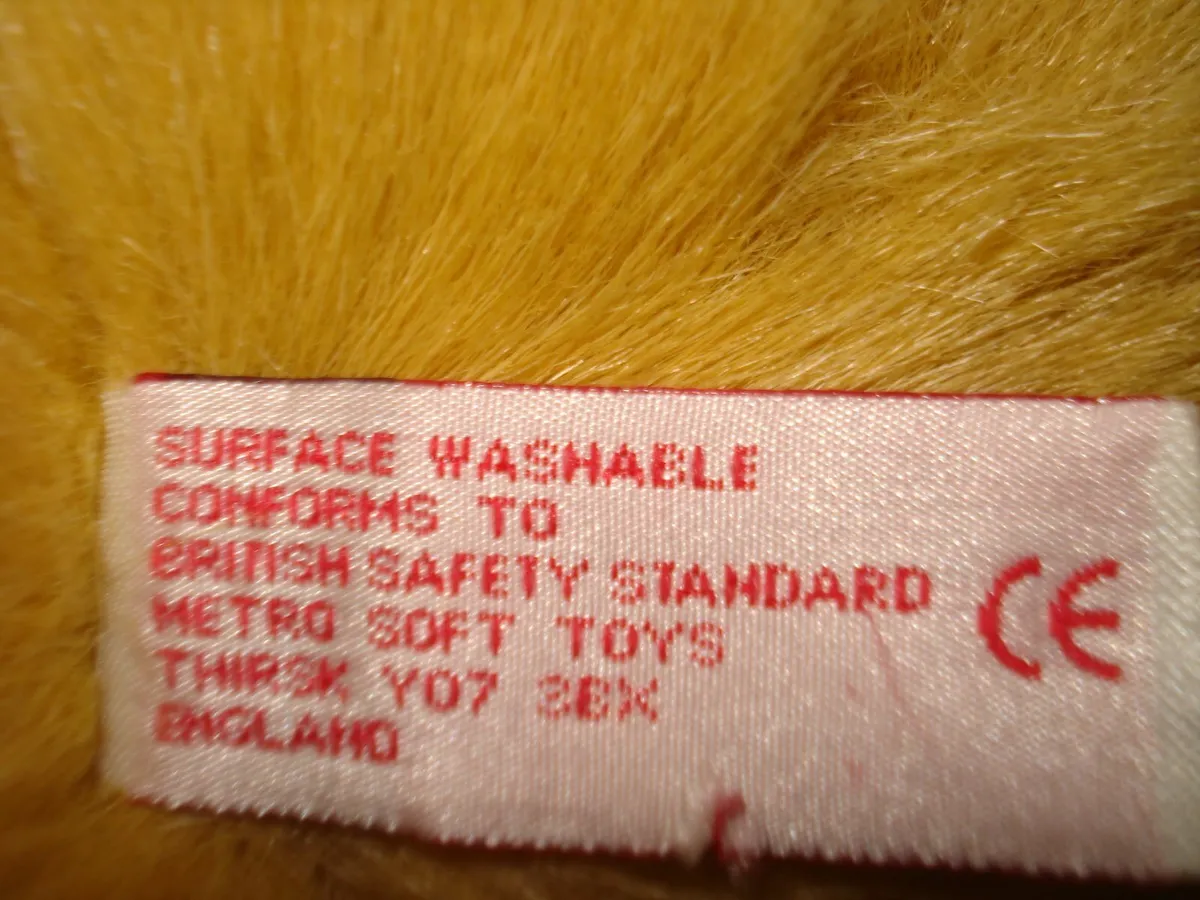 SURFACE WASHABLE
CONFORMS TO
BRITISH SAFETY STANDARD
METRO SOFT TOYS
THIRSK YO7 3BX
ENGLAND
CE